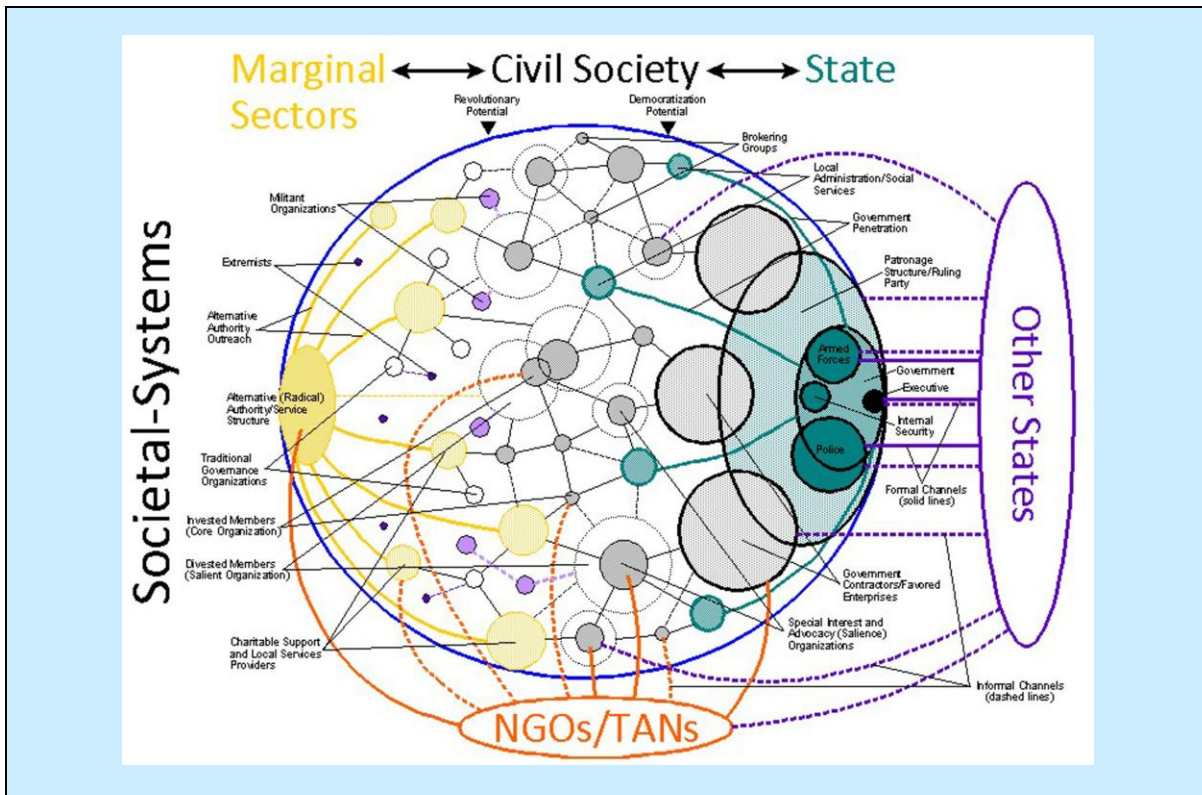 Marginal Sectors
Civil Society
State
Revolutionary
Potential
Democratization
Potential
Brokering
Groups
Local
Administration/Social
Services
Militant
Organizations
Government
Penetration
Extremists
Patronage
Structure/Ruling
Party
Alternative
Authority
Outreach
Armed
Forces
Government
Executive
Alternative (Radical)
Authority/Service
Structure
Internal
Security
Police
Traditional
Governance
Organizations
Formal Channels
(solid lines)
Invested Members
(Core Organization)
Divested Members
(Salient Organization)
Government
Contractors/Favored
Enterprises
Charitable Support
and Local Services
Providers
Special Interest and
Advocacy (Salience)
Organizations
Informal Channels
(dashed lines)
Societal-Systems
Other States
NGOs/TANs